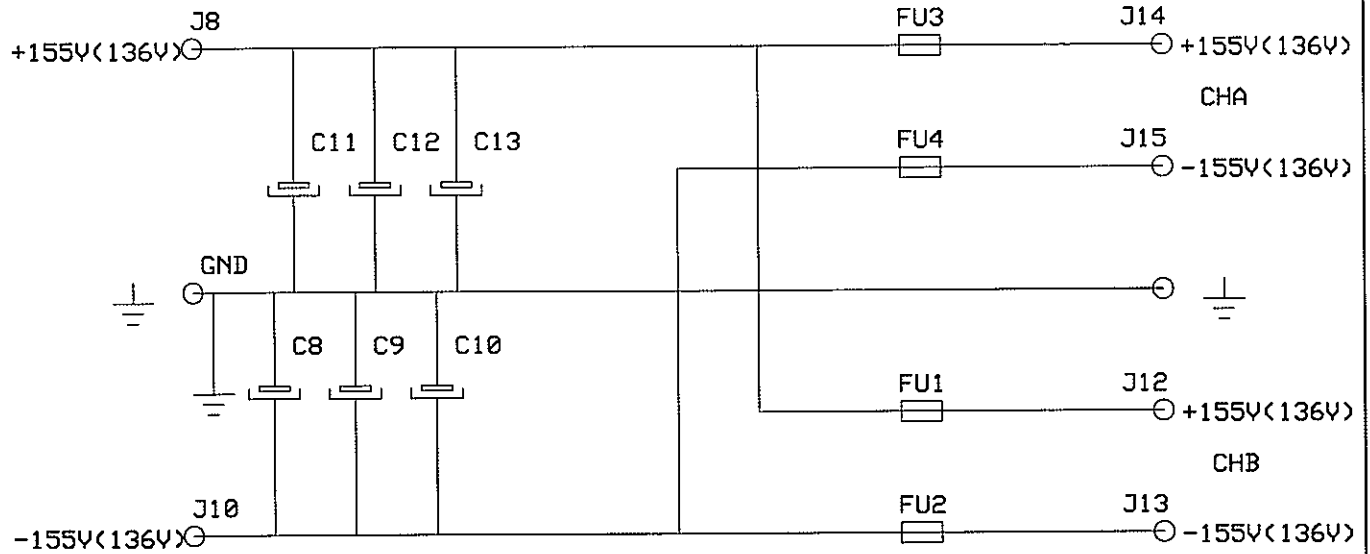 J8
FU3
J14
+155V(136V)
+155V(136V)
CHA
C11
C12
C13
FU4
J15
-155V(136V)
GND
C8
C9
C10
FU1
J12
+155V(136V)
CHB
J10
FU2
J13
-155V(136V)
-155V(136V)